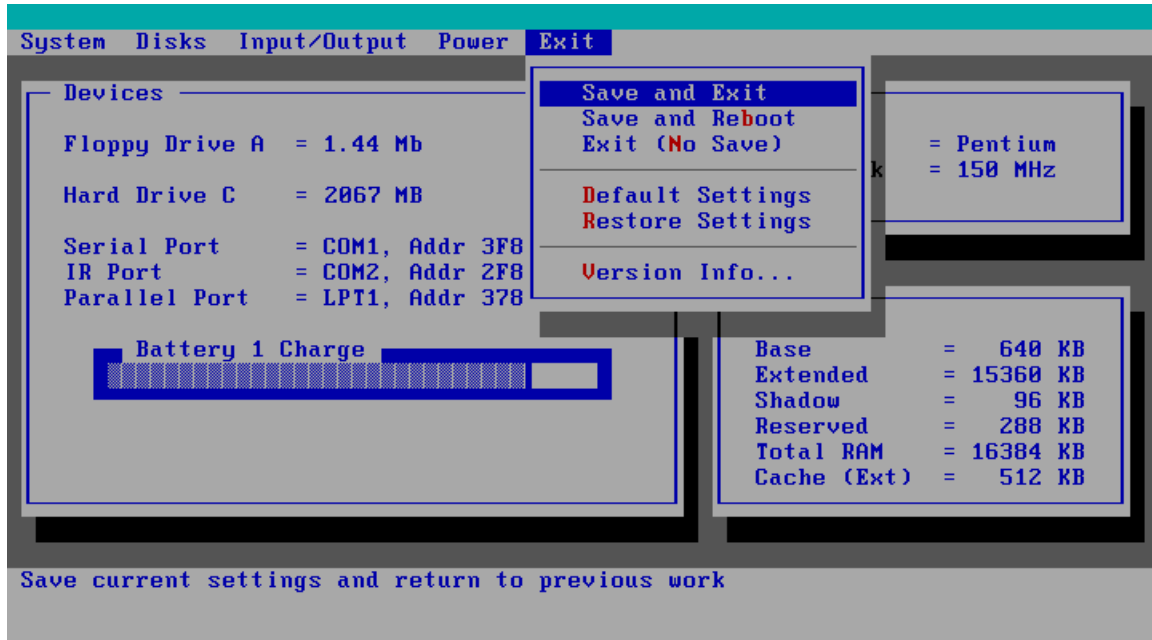 System Disks Input/Output Power Exit
Save and Exit
Save and Reboot
Exit (No Save)
Default Settings
Restore Settings
Version Info...
Devices
Floppy Drive A = 1.44 Mb
Hard Drive C = 2067 MB
Serial Port = COM1, Addr 3F8
IR Port = COM2, Addr 2F8
Parallel Port = LPT1, Addr 378
Battery 1 Charge
= Pentium
k = 150 MHz
Base = 640 KB
Extended = 15360 KB
Shadow = 96 KB
Reserved = 288 KB
Total RAM = 16384 KB
Cache (Ext) = 512 KB
Save current settings and return to previous work